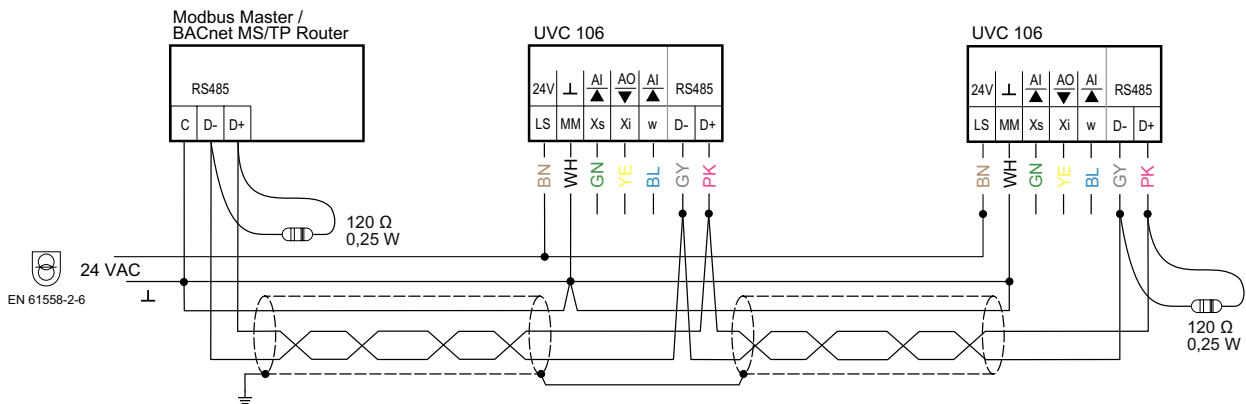 Modbus Master /
BACnet MS/TP Router
RS485
C D- D+
UVC 106
24V ⊥ AI AO AI RS485
LS MM Xs Xi w D- D+
BN WH GN YE BL GY PK
UVC 106
24V ⊥ AI AO AI RS485
LS MM Xs Xi w D- D+
BN WH GN YE BL GY PK
120 Ω
0,25 W
24 VAC
⊥
EN 61558-2-6
120 Ω
0,25 W